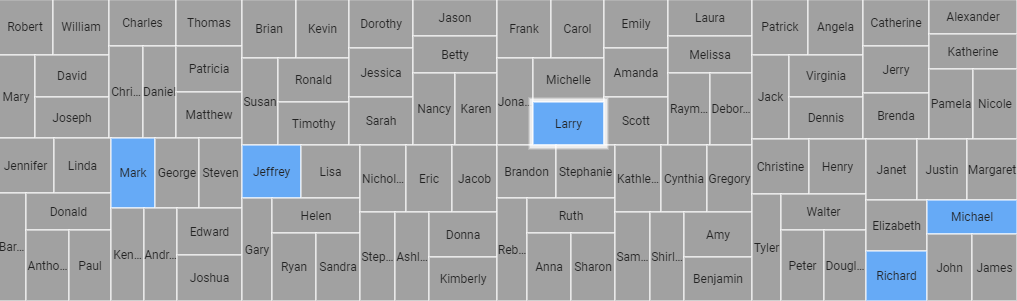 Robert
William
Charles
Thomas
Mary
David
Joseph
Chri...
Daniel
Patricia
Matthew
Jennifer
Linda
Mark
George
Steven
Bar...
Donald
Antho...
Paul
Ken...
Andr...
Edward
Joshua
Brian
Kevin
Dorothy
Jason
Betty
Susan
Ronald
Timothy
Jessica
Sarah
Nancy
Karen
Jeffrey
Lisa
Nichol...
Eric
Jacob
Gary
Helen
Ryan
Sandra
Step...
Ashl...
Donna
Kimberly
Frank
Carol
Emily
Laura
Melissa
Jona...
Michelle
Larry
Amanda
Scott
Raym...
Debor...
Brandon
Stephanie
Kathle...
Cynthia
Gregory
Reb...
Ruth
Anna
Sharon
Sam...
Shirl...
Amy
Benjamin
Patrick
Angela
Catherine
Alexander
Katherine
Jack
Virginia
Dennis
Jerry
Brenda
Pamela
Nicole
Christine
Henry
Janet
Justin
Margaret
Tyler
Walter
Peter
Dougl...
Elizabeth
Richard
Michael
John
James